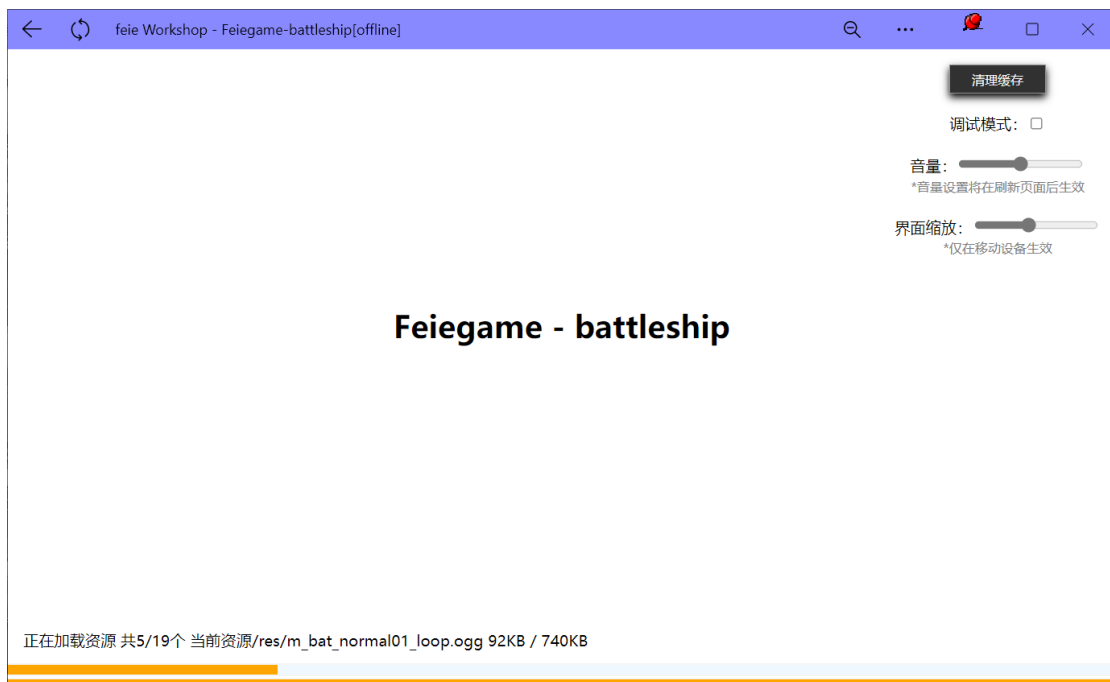 feie Workshop - Feiegame-battleship[offline]
清理缓存
调试模式：
音量：
*音量设置将在刷新页面后生效
界面缩放：
*仅在移动设备生效
Feiegame - battleship
正在加载资源 共5/19个 当前资源/res/m_bat_normal01_loop.ogg 92KB / 740KB